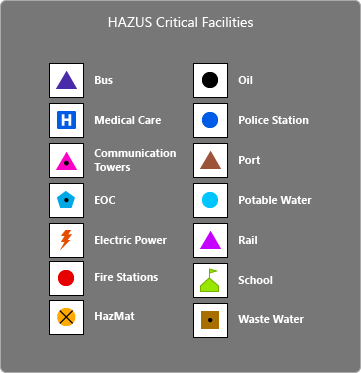 HAZUS Critical Facilities
Bus
H
Medical Care
Communication
Towers
EOC
Electric Power
Fire Stations
HazMat
Oil
Police Station
Port
Potable Water
Rail
School
Waste Water